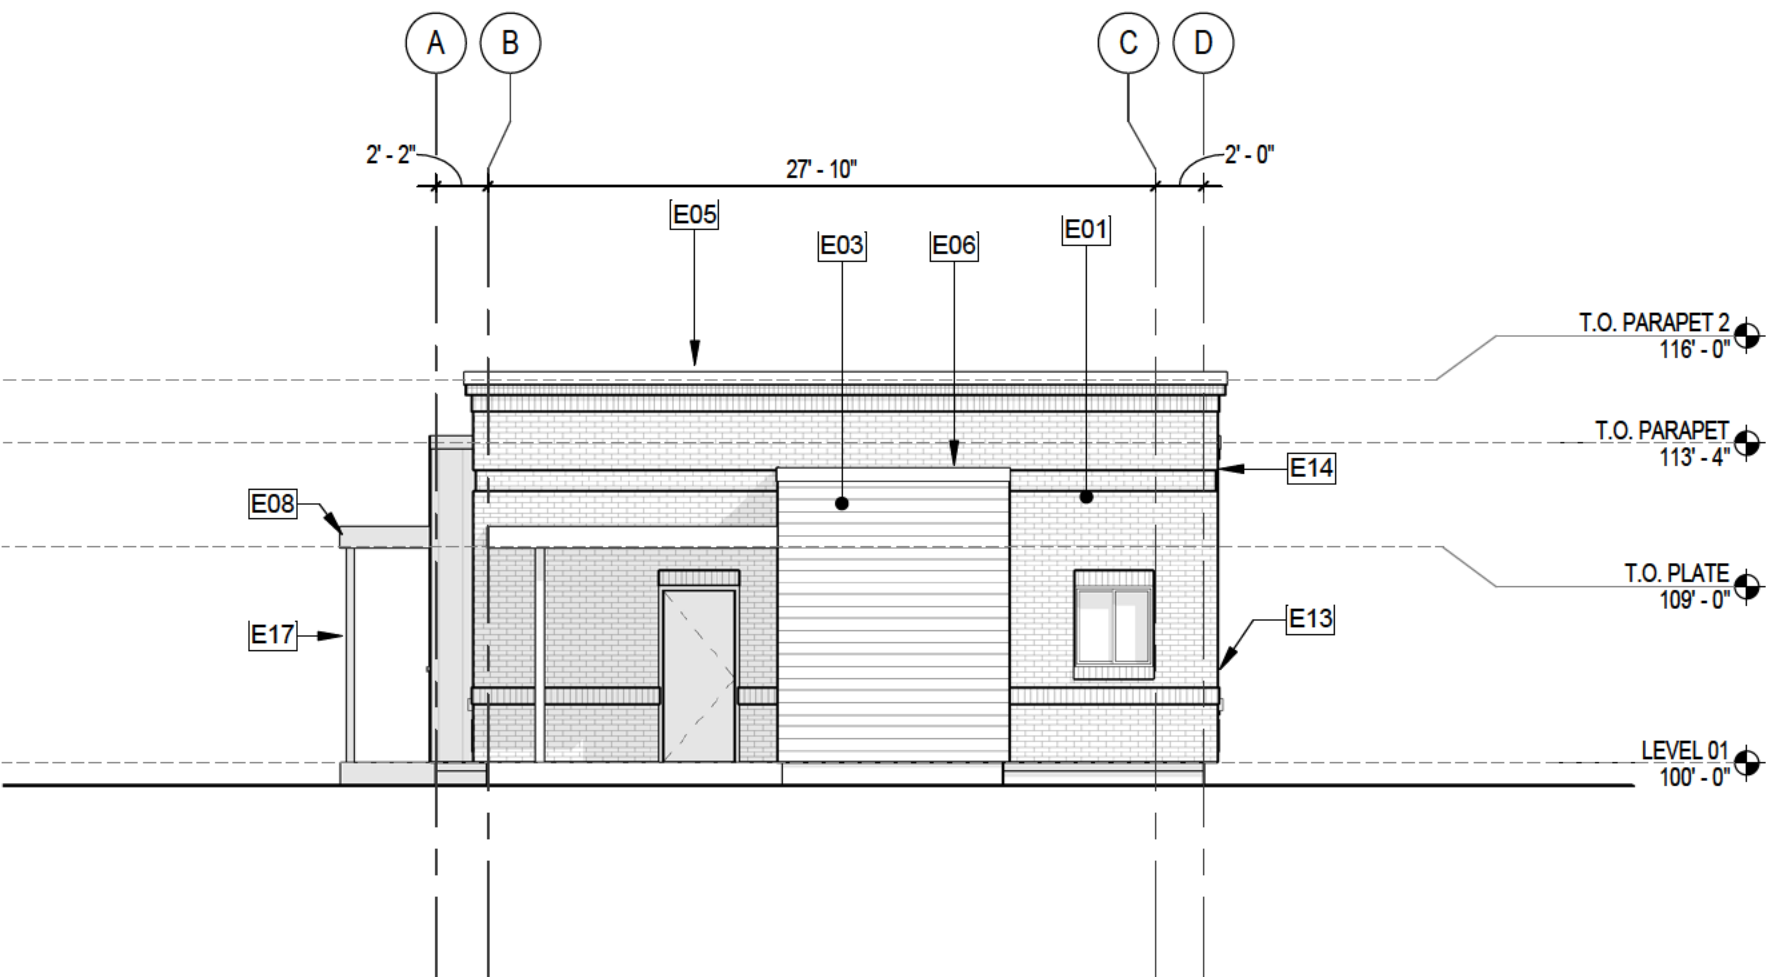 A
B
C
D
2' - 2"
27' - 10"
2' - 0"
E05
E03
E06
E01
T.O. PARAPET 2
116' - 0"
T.O. PARAPET
113' - 4"
E14
E08
T.O. PLATE
109' - 0"
E17
E13
LEVEL 01
100' - 0"